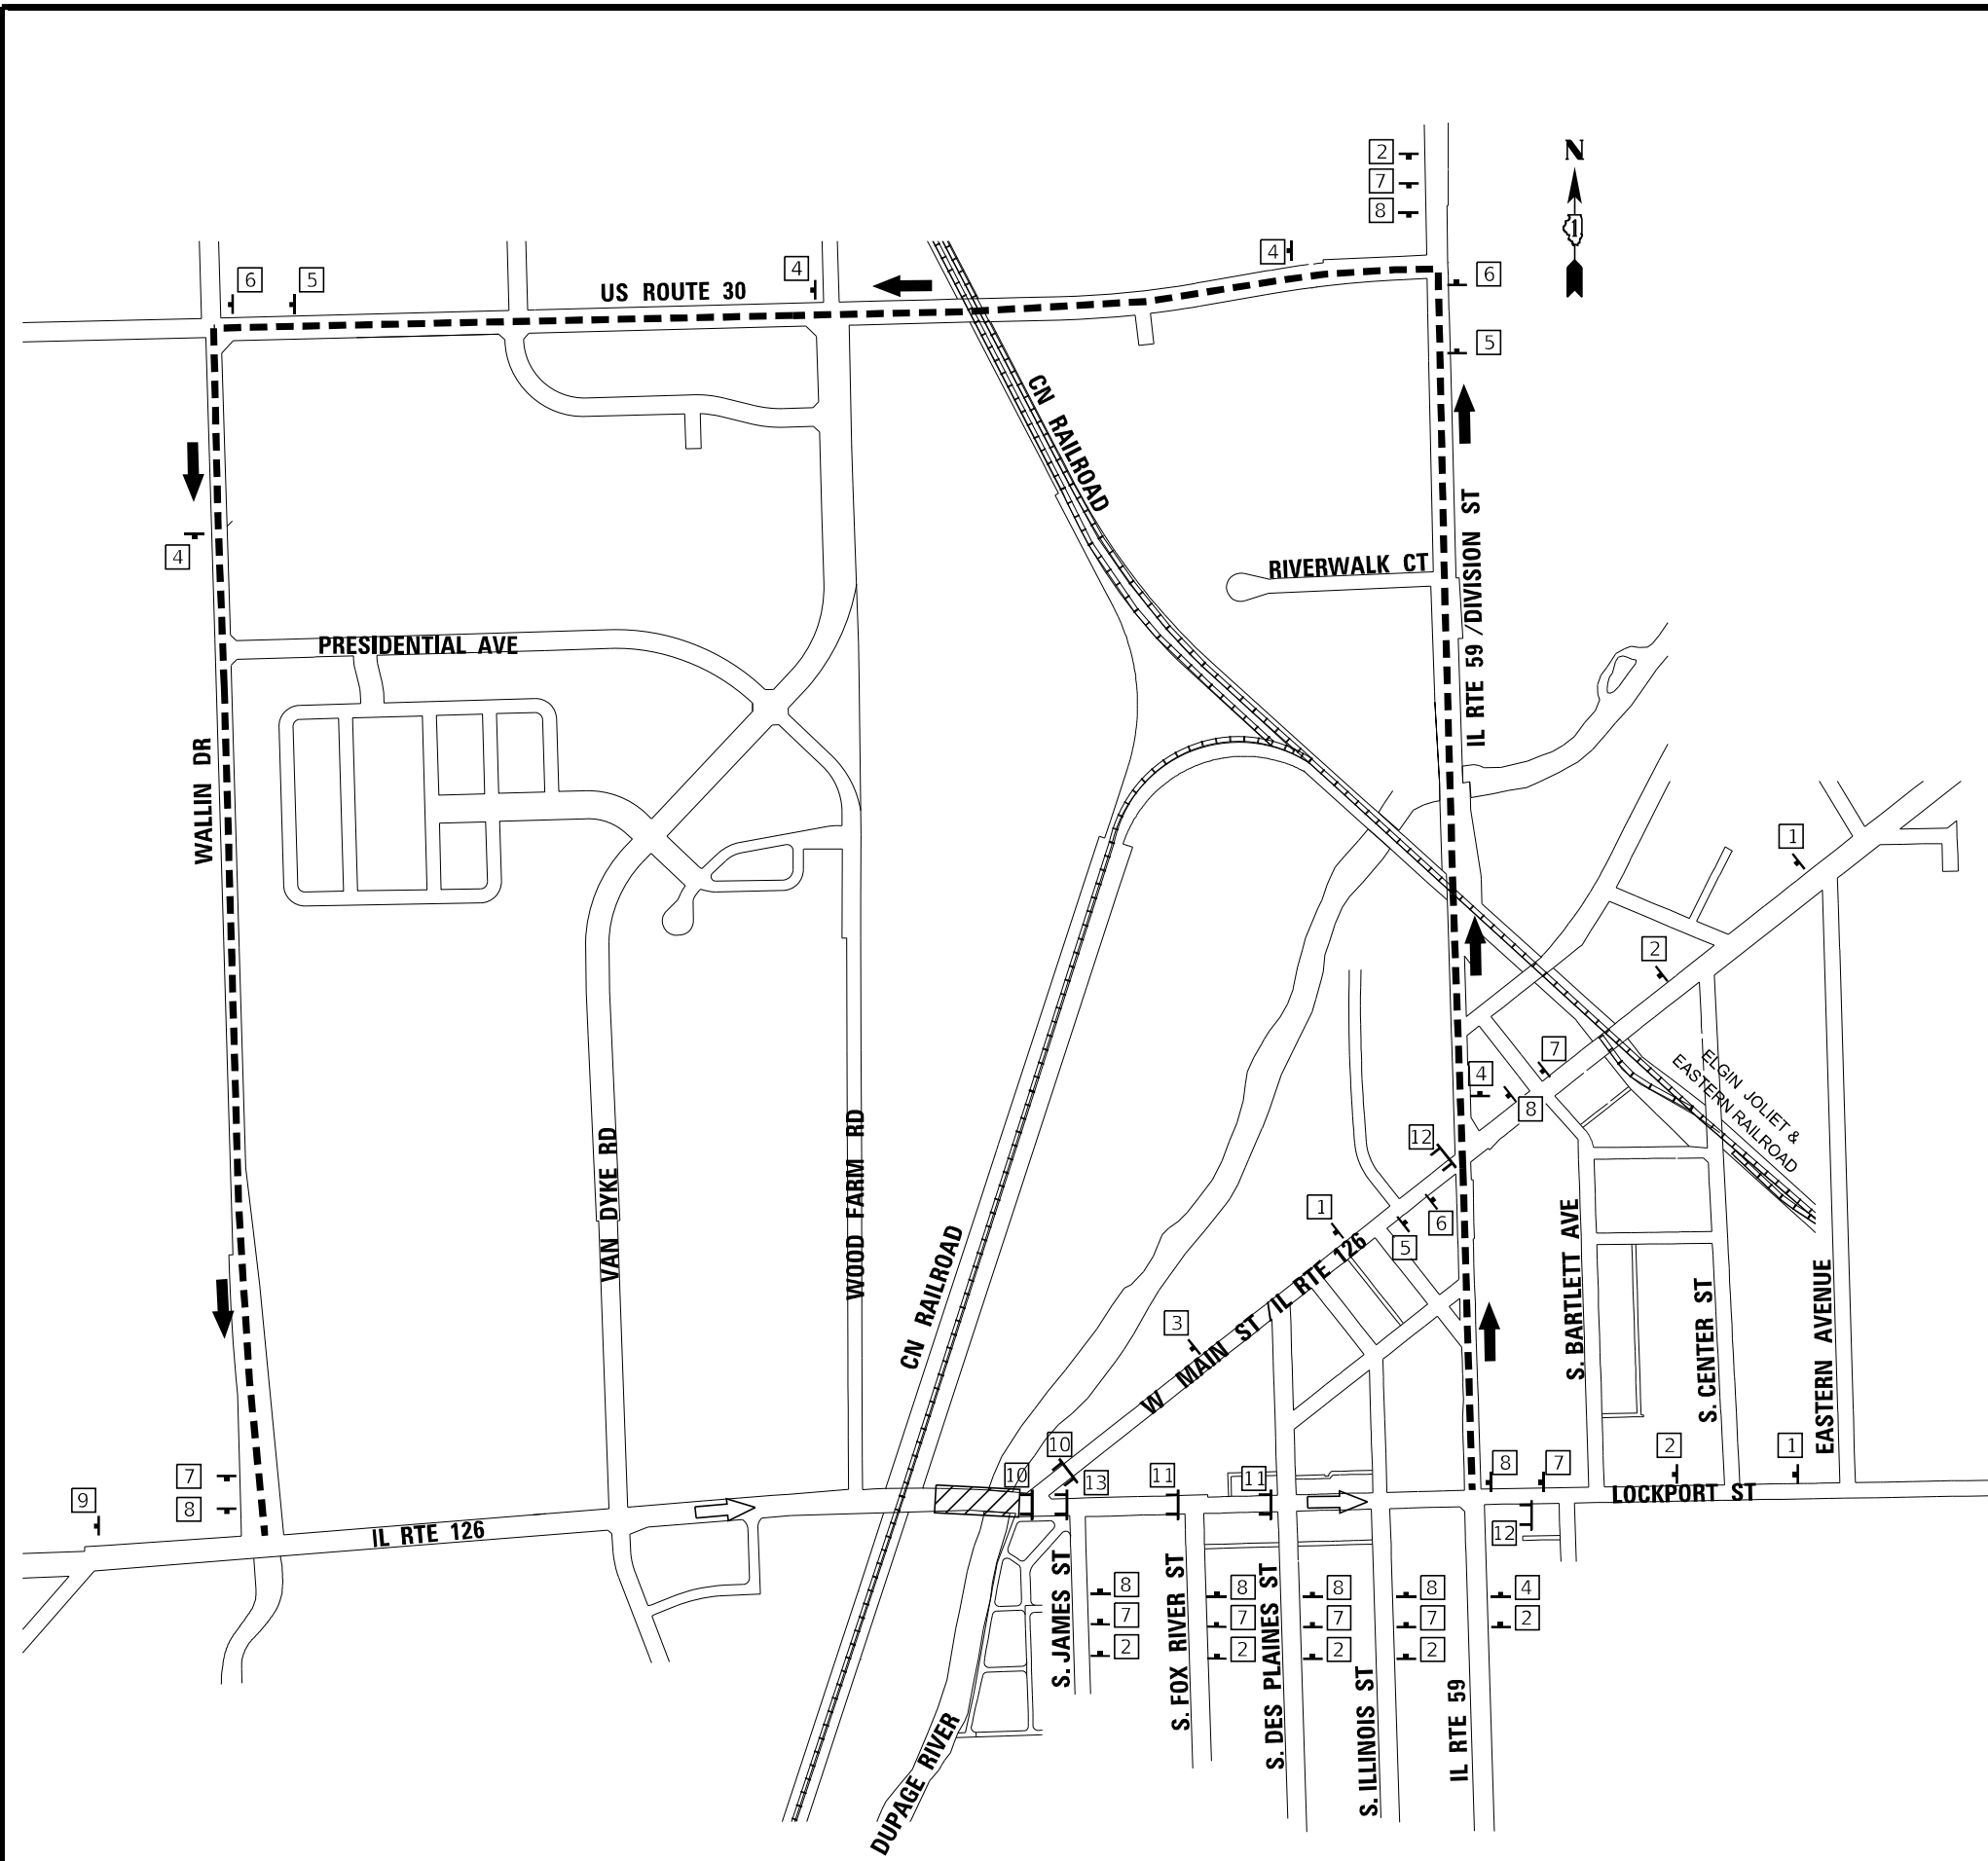 2
7
8
N
1
6
5
4
4
6
US ROUTE 30
5
CN RAILROAD
4
RIVERWALK CT
IL RTE 59 /DIVISION ST
PRESIDENTIAL AVE
WALLIN DR
1
2
7
4
8
ELGIN JOLIET &
EASTERN RAILROAD
12
VAN DYKE RD
WOOD FARM RD
1
6
5
CN RAILROAD
3
W MAIN ST /IL RTE 126
S. BARTLETT AVE
S. CENTER ST
EASTERN AVENUE
10
10
13
11
11
8
7
2
1
7
8
9
LOCKPORT ST
12
IL RTE 126
S. JAMES ST
8
7
2
S. FOX RIVER ST
8
7
2
S. DES PLAINES ST
8
7
2
S. ILLINOIS ST
8
7
2
IL RTE 59
4
2
DUPAGE RIVER